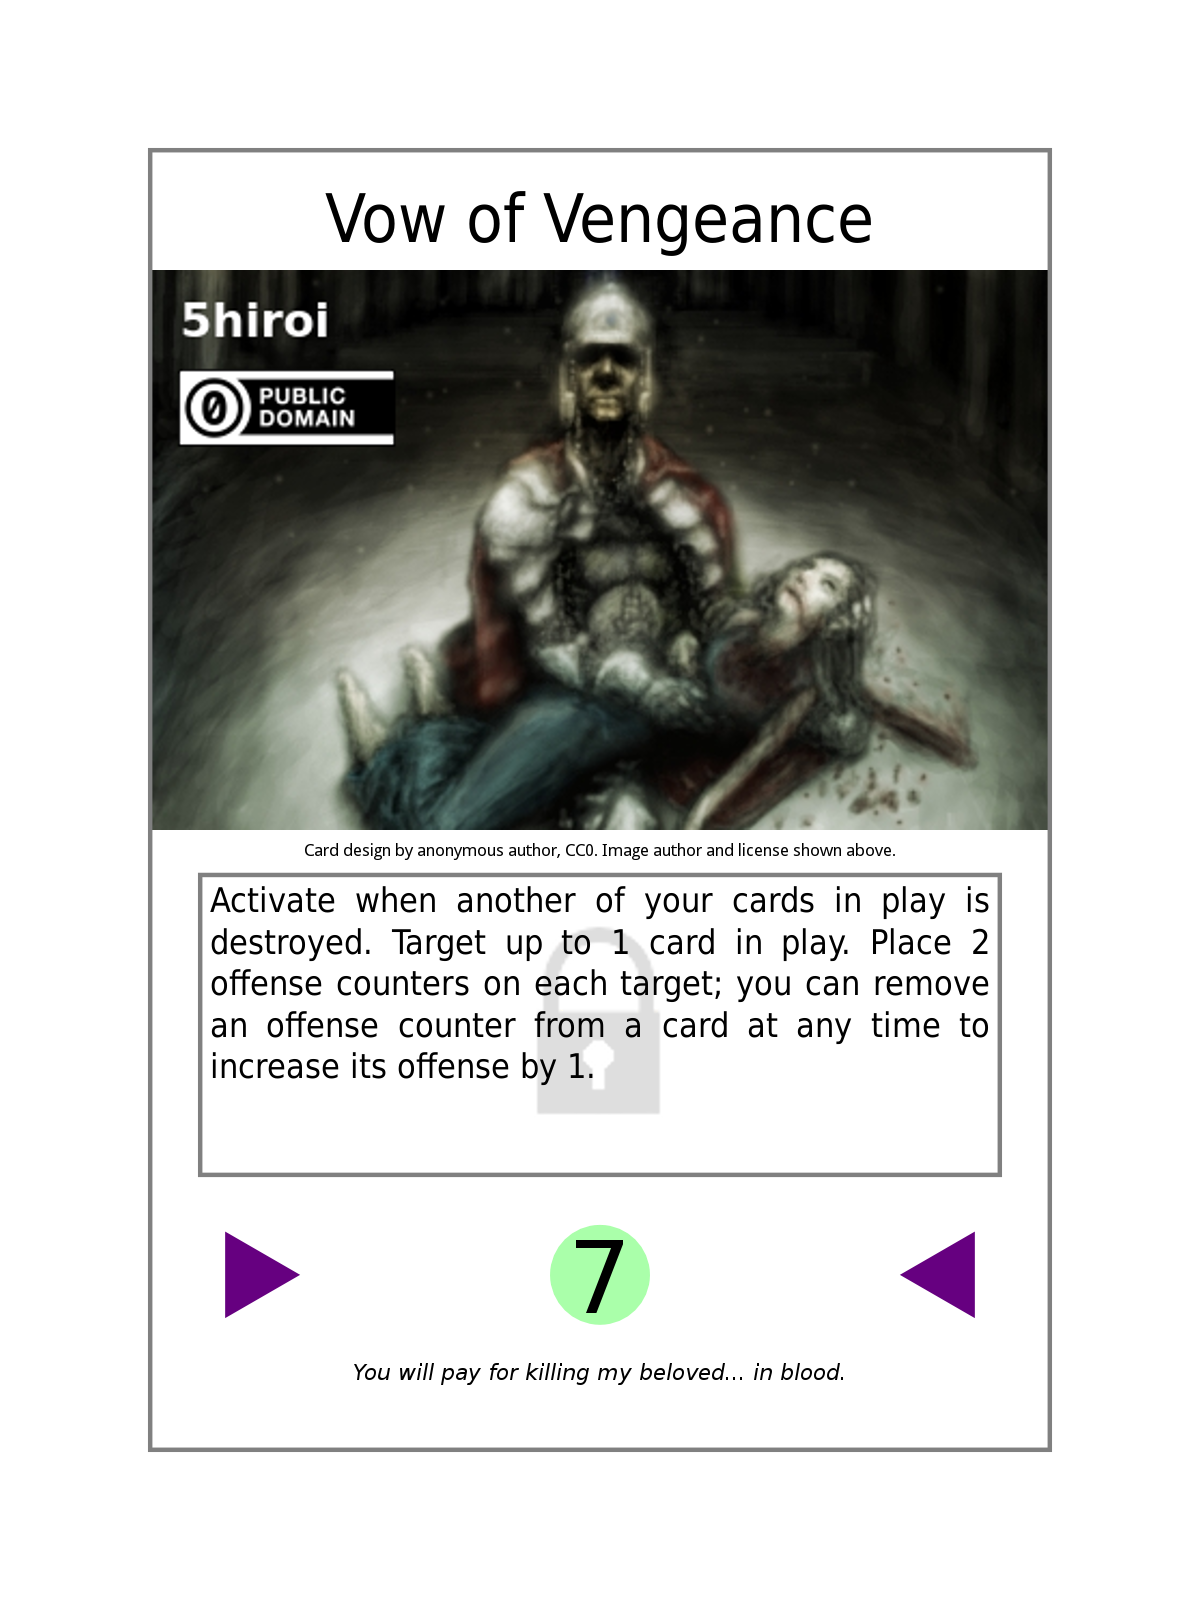 Vow of Vengeance
5hiroi
PUBLIC
DOMAIN
Card design by anonymous author, CC0. Image author and license shown above.
Activate when another of your cards in play is
destroyed. Target up to 1 card in play. Place 2
offense counters on each target; you can remove
an offense counter from a card at any time to
increase its offense by 1.
7
You will pay for killing my beloved... in blood.